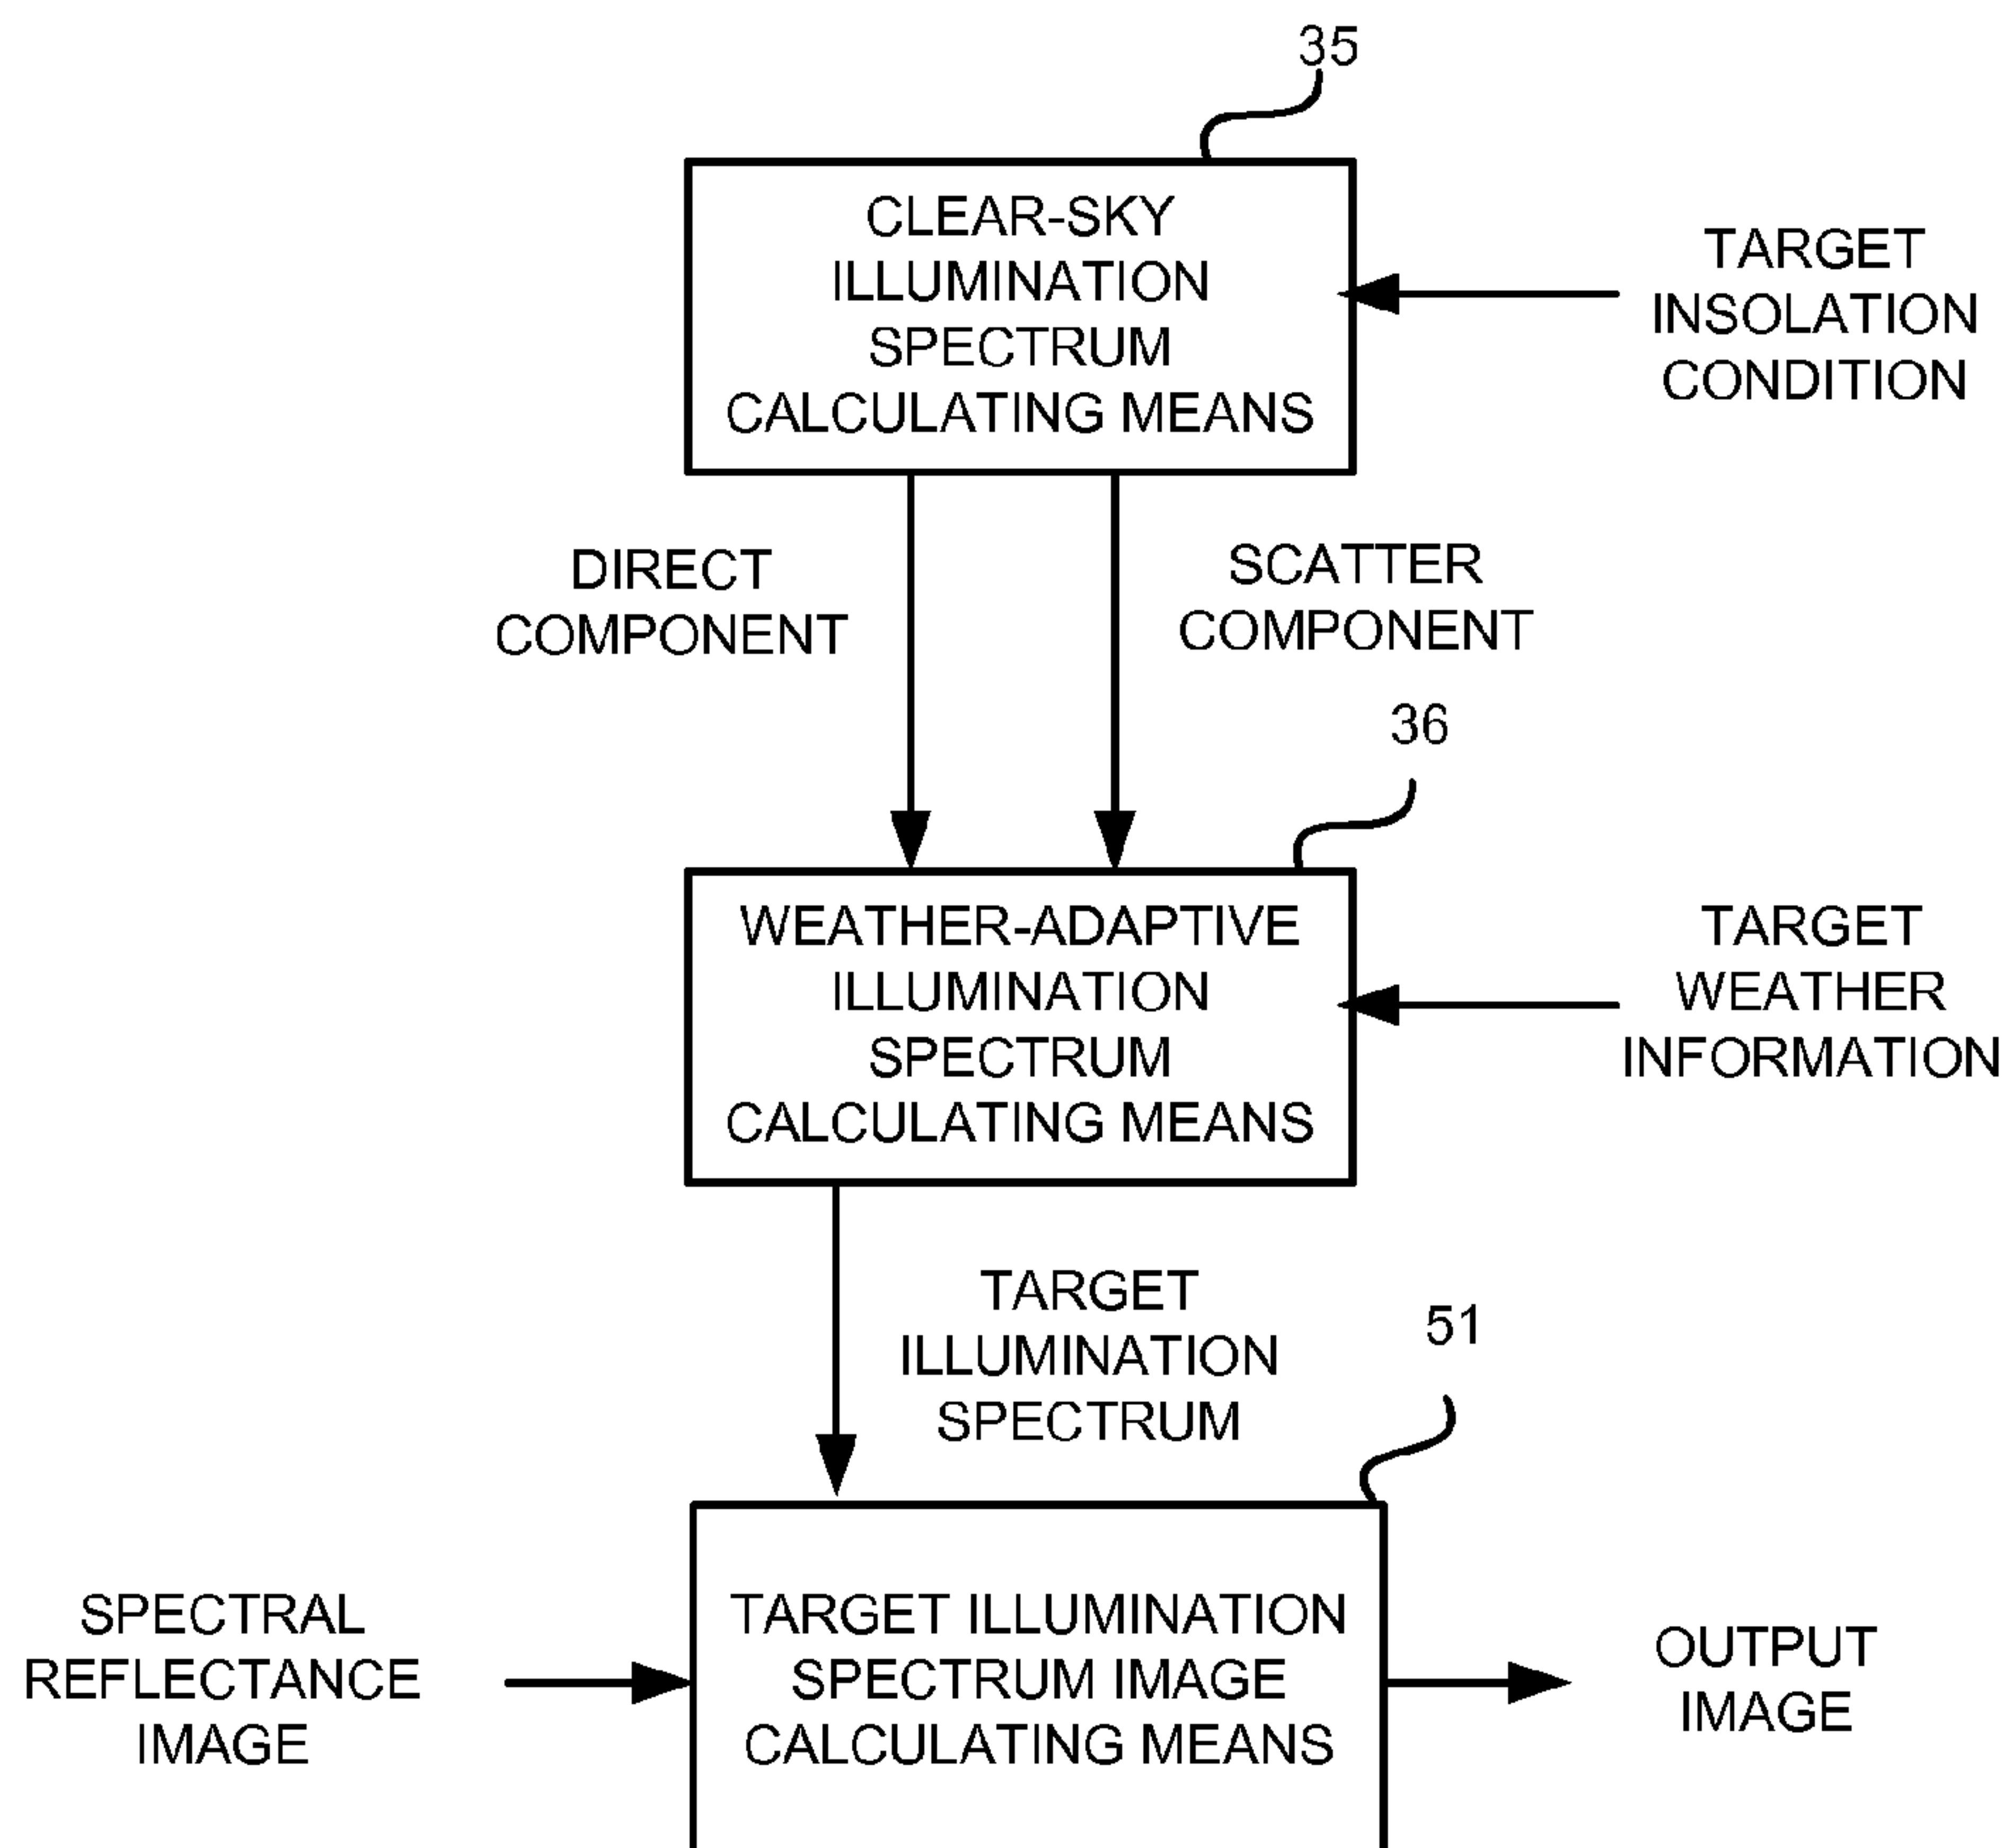 35
CLEAR-SKY
ILLUMINATION
SPECTRUM
CALCULATING MEANS
TARGET
INSOLATION
CONDITION
DIRECT
COMPONENT
SCATTER
COMPONENT
36
WEATHER-ADAPTIVE
ILLUMINATION
SPECTRUM
CALCULATING MEANS
TARGET
WEATHER
INFORMATION
TARGET
ILLUMINATION
SPECTRUM
51
SPECTRAL
REFLECTANCE
IMAGE
TARGET ILLUMINATION
SPECTRUM IMAGE
CALCULATING MEANS
OUTPUT
IMAGE